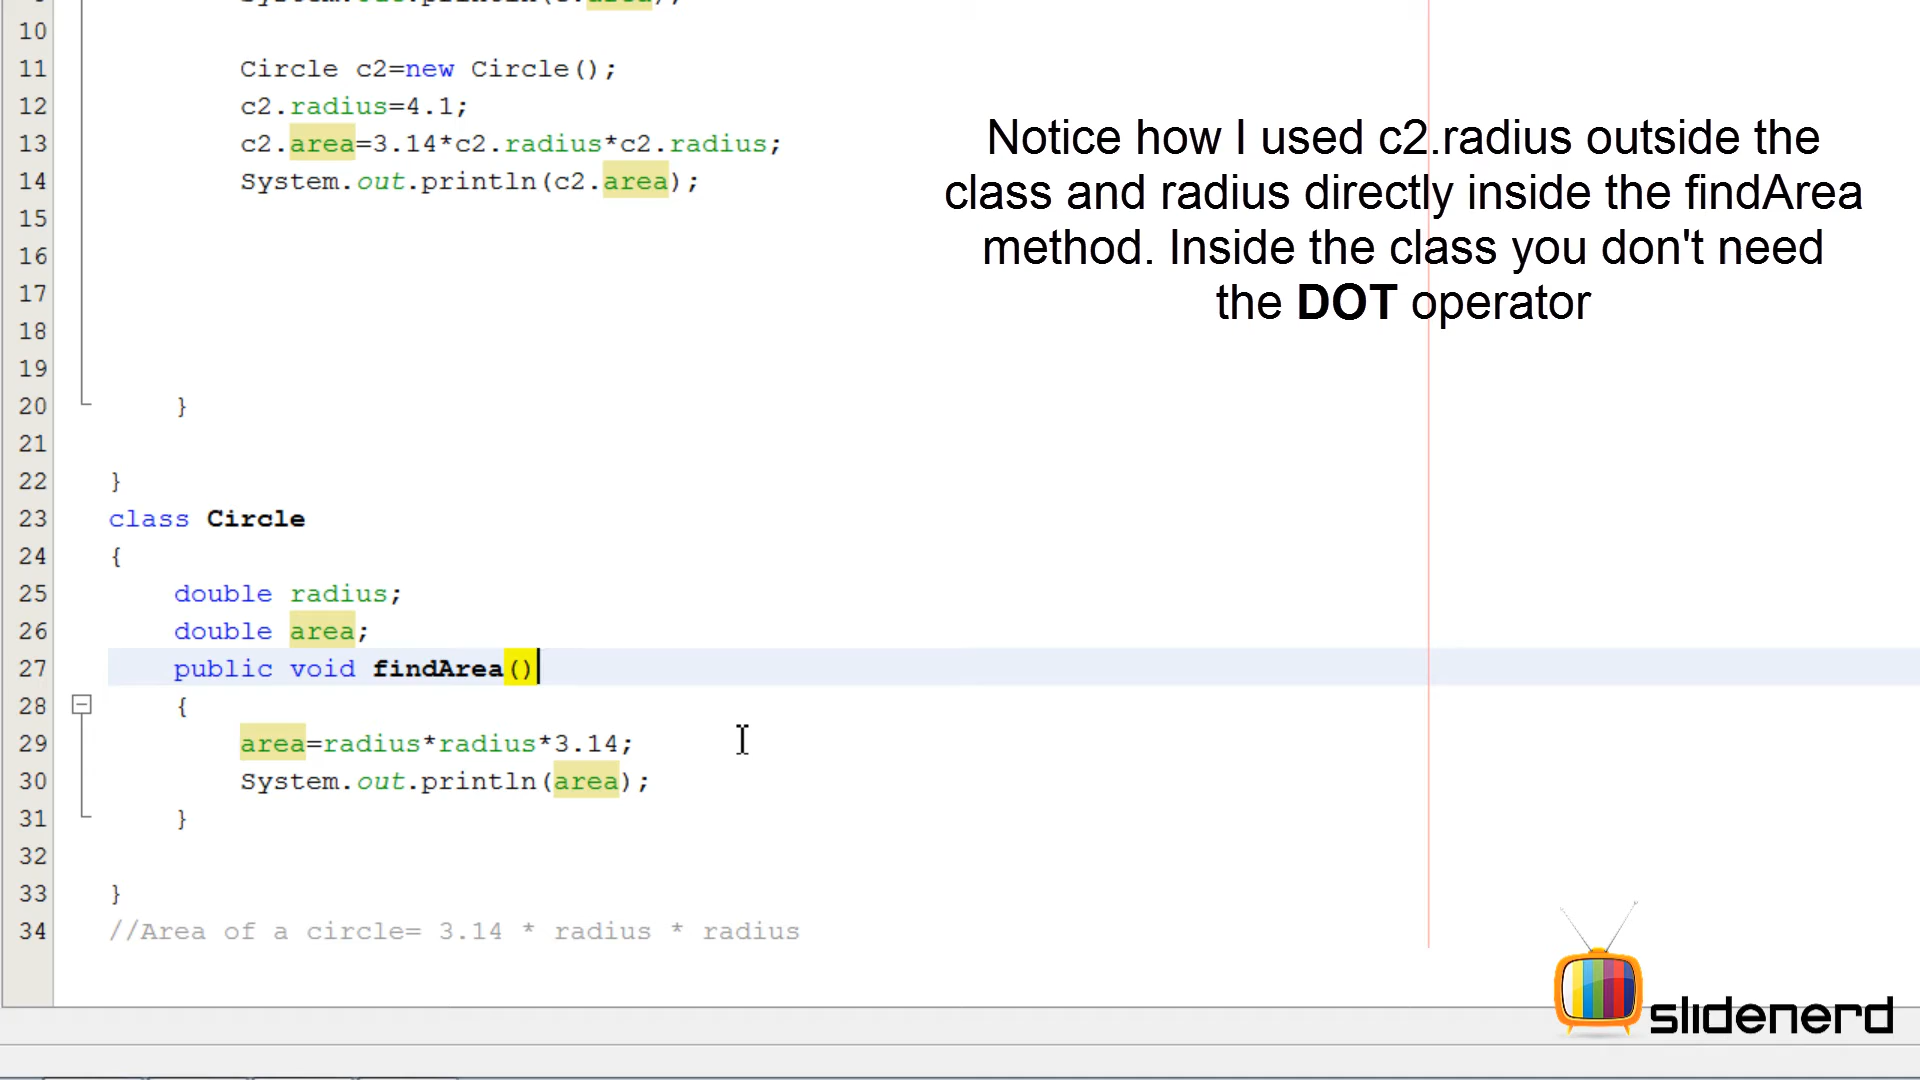 10
11 Circle c2=new Circle();
12 c2.radius=4.1;
13 c2.area=3.14*c2.radius*c2.radius;
14 System.out.println(c2.area);
15
16
17
18
19
20 }
21
22 }
23 class Circle
24 {
25 double radius;
26 double area;
27 public void findArea()
28 {
29 area=radius*radius*3.14;
30 System.out.println(area);
31 }
32
33 }
34 //Area of a circle= 3.14 * radius * radius
Notice how I used c2.radius outside the
class and radius directly inside the findArea
method. Inside the class you don't need
the DOT operator
slidenerd